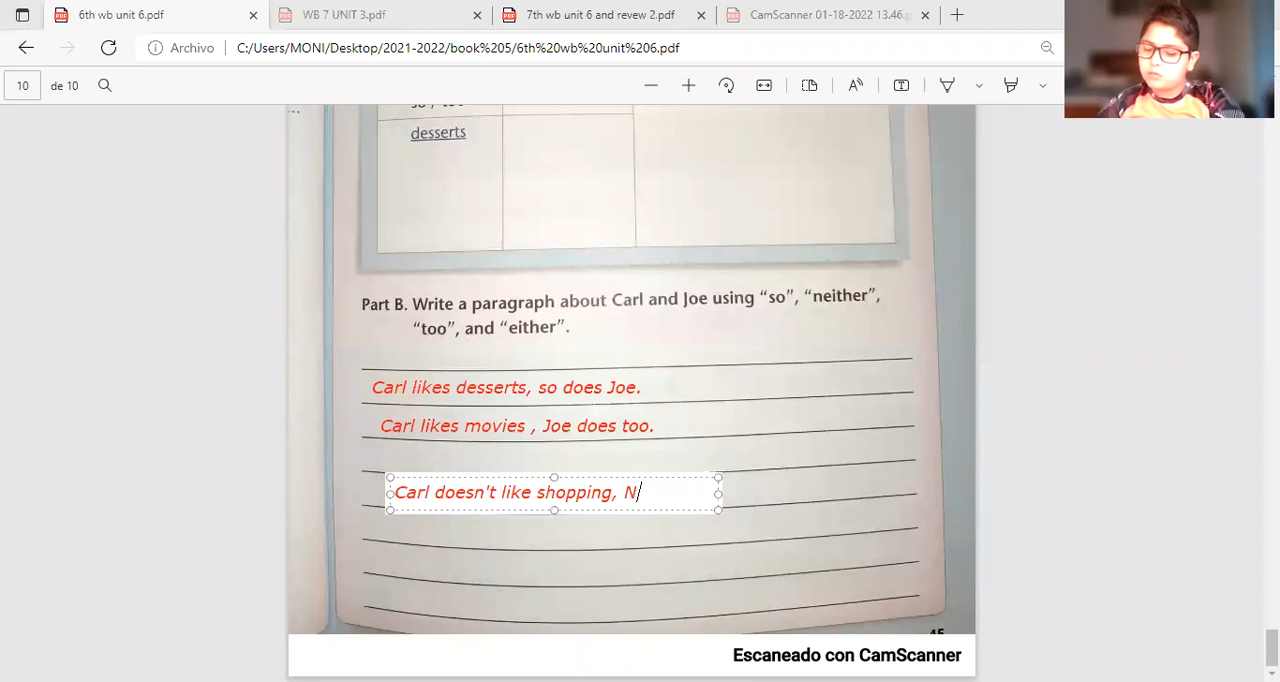 6th wb unit 6.pdf
WB 7 UNIT 3.pdf
7th wb unit 6 and revew 2.pdf
CamScanner 01-18-2022 13.46.
Archivo
C:/Users/MONI/Desktop/2021-2022/book%205/6th%20wb%20unit%206.pdf
10 de 10
so / too
desserts
Part B. Write a paragraph about Carl and Joe using “so”, “neither”,
“too”, and “either”.
Carl likes desserts, so does Joe.
Carl likes movies , Joe does too.
Carl doesn't like shopping, N
45
Escaneado con CamScanner